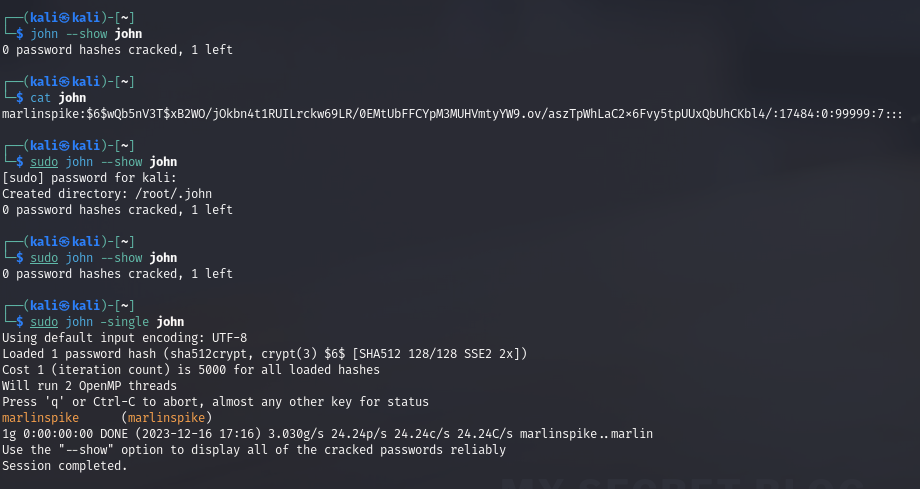 ┌──(kali㉿kali)-[~]
└─$ john --show john
0 password hashes cracked, 1 left
┌──(kali㉿kali)-[~]
└─$ cat john
marlinspike:$6$wQb5nV3T$xB2WO/jOkbn4t1RUILrckw69LR/0EMtUbFFCYpM3MUHVmtyYW9.ov/aszTpWhLaC2×6Fvy5tpUUxQbUhCKbl4/:17484:0:99999:7:::
┌──(kali㉿kali)-[~]
└─$ sudo john --show john
[sudo] password for kali:
Created directory: /root/.john
0 password hashes cracked, 1 left
┌──(kali㉿kali)-[~]
└─$ sudo john --show john
0 password hashes cracked, 1 left
┌──(kali㉿kali)-[~]
└─$ sudo john -single john
Using default input encoding: UTF-8
Loaded 1 password hash (sha512crypt, crypt(3) $6$ [SHA512 128/128 SSE2 2x])
Cost 1 (iteration count) is 5000 for all loaded hashes
Will run 2 OpenMP threads
Press 'q' or Ctrl-C to abort, almost any other key for status
marlinspike      (marlinspike)
1g 0:00:00:00 DONE (2023-12-16 17:16) 3.030g/s 24.24p/s 24.24c/s 24.24C/s marlinspike..marlin
Use the "--show" option to display all of the cracked passwords reliably
Session completed.
MY SECRET BLOG